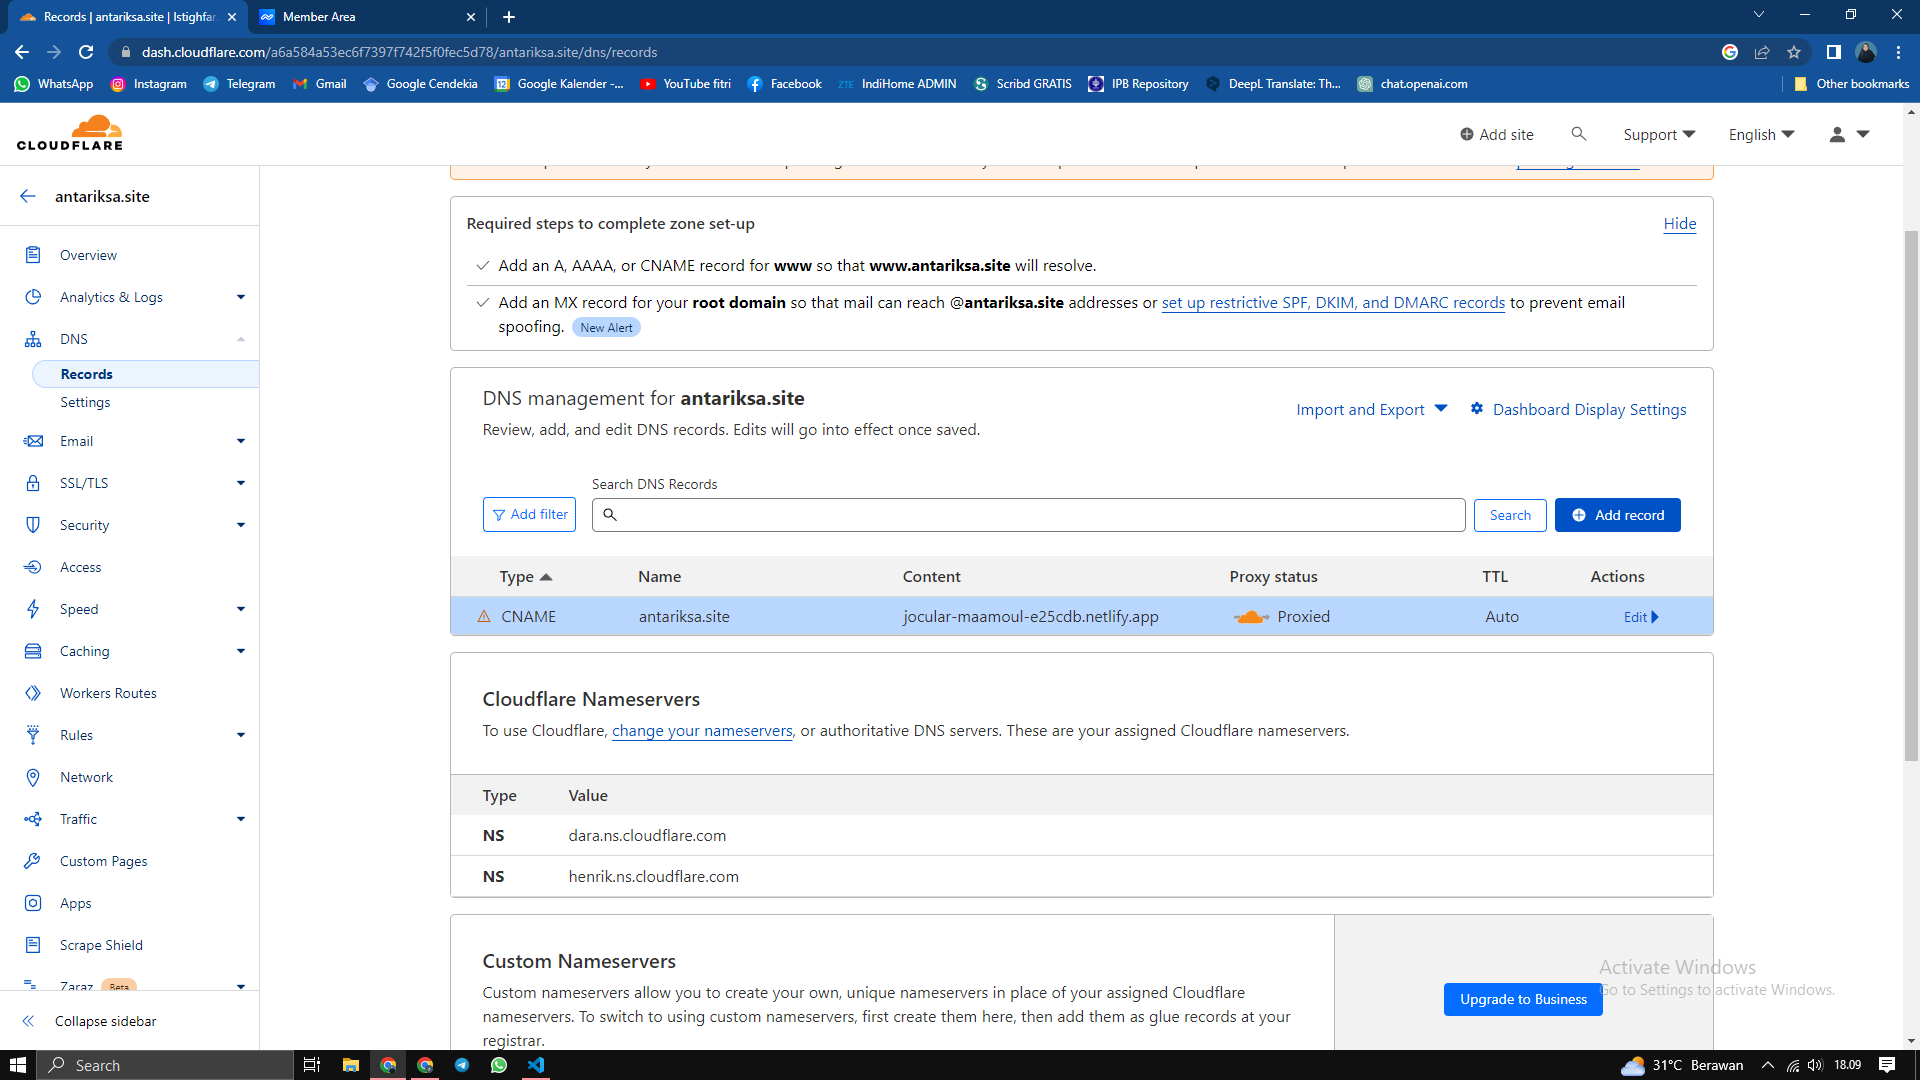 Records | antariksa.site | Istighfar
Member Area
dash.cloudflare.com/a6a584a53ec6f7397f742f5f0fec5d78/antariksa.site/dns/records
WhatsApp
Instagram
Telegram
Gmail
Google Cendekia
Google Kalender -...
YouTube fitri
Facebook
ZTE IndiHome ADMIN
Scribd GRATIS
IPB Repository
DeepL Translate: Th...
chat.openai.com
Other bookmarks
CLOUDFLARE
Add site
Support
English
antariksa.site
Overview
Analytics & Logs
DNS
Records
Settings
Email
SSL/TLS
Security
Access
Speed
Caching
Workers Routes
Rules
Network
Traffic
Custom Pages
Apps
Scrape Shield
Zaraz Beta
Collapse sidebar
Required steps to complete zone set-up
Hide
Add an A, AAAA, or CNAME record for www so that www.antariksa.site will resolve.
Add an MX record for your root domain so that mail can reach @antariksa.site addresses or set up restrictive SPF, DKIM, and DMARC records to prevent email
spoofing. New Alert
DNS management for antariksa.site
Review, add, and edit DNS records. Edits will go into effect once saved.
Import and Export
Dashboard Display Settings
Search DNS Records
Add filter
Search
Add record
Type Name Content Proxy status TTL Actions
CNAME antariksa.site jocular-maamoul-e25cdb.netlify.app Proxied Auto Edit
Cloudflare Nameservers
To use Cloudflare, change your nameservers, or authoritative DNS servers. These are your assigned Cloudflare nameservers.
Type Value
NS dara.ns.cloudflare.com
NS henrik.ns.cloudflare.com
Custom Nameservers
Custom nameservers allow you to create your own, unique nameservers in place of your assigned Cloudflare
nameservers. To switch to using custom nameservers, first create them here, then add them as glue records at your
registrar.
Upgrade to Business
Activate Windows
Go to Settings to activate Windows.
Search
31°C Berawan
18.09